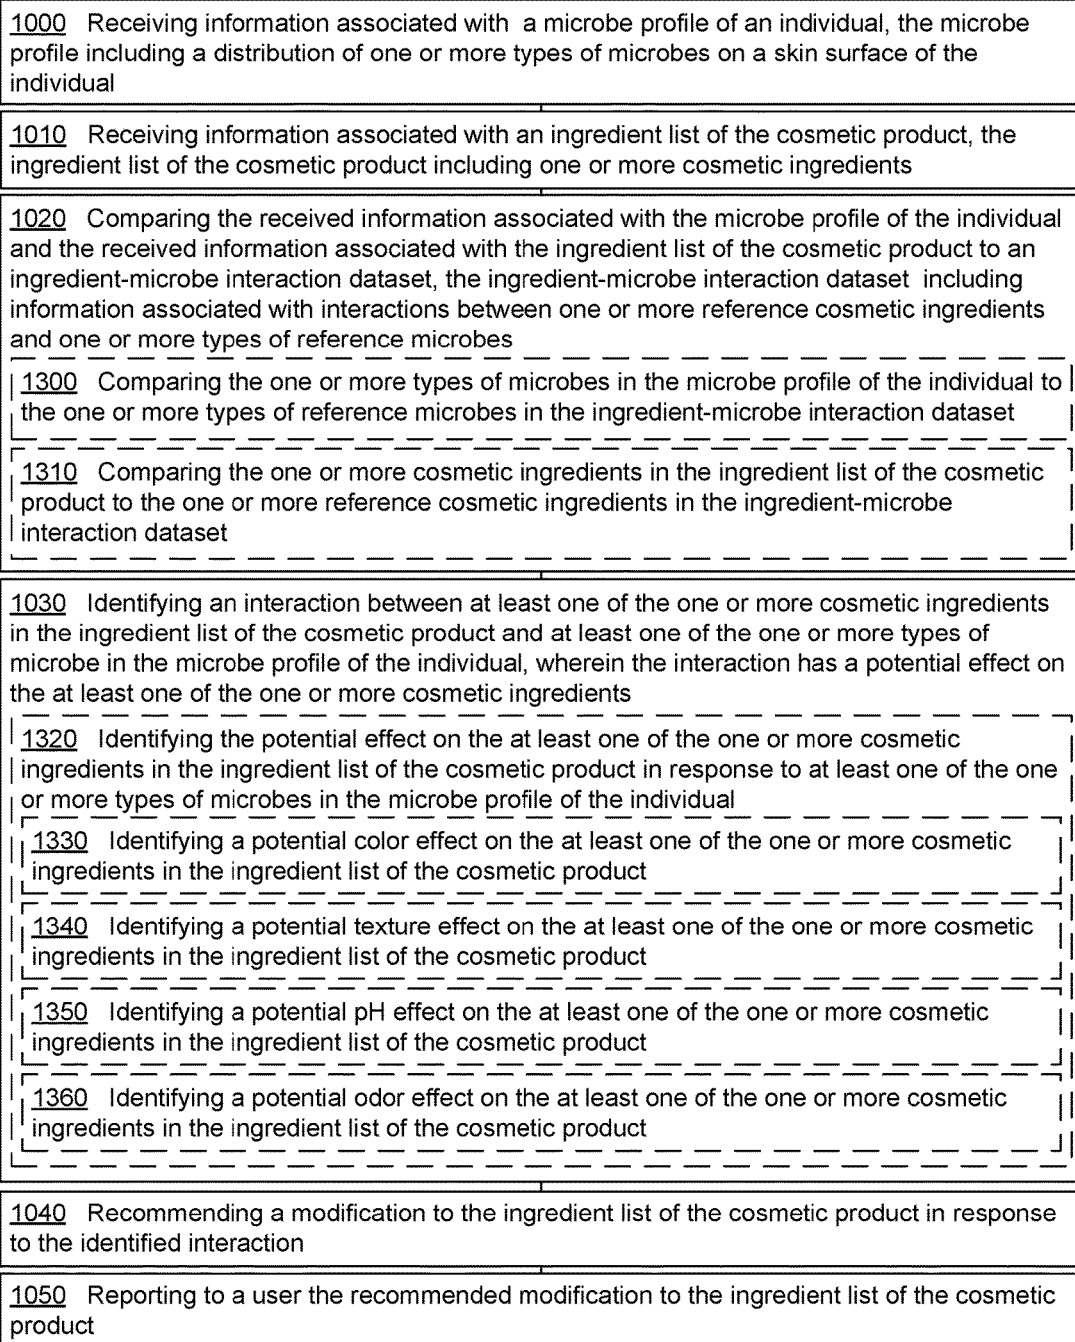 1000 Receiving information associated with a microbe profile of an individual, the microbe
profile including a distribution of one or more types of microbes on a skin surface of the
individual
1010 Receiving information associated with an ingredient list of the cosmetic product, the
ingredient list of the cosmetic product including one or more cosmetic ingredients
1020 Comparing the received information associated with the microbe profile of the individual
and the received information associated with the ingredient list of the cosmetic product to an
ingredient-microbe interaction dataset, the ingredient-microbe interaction dataset including
information associated with interactions between one or more reference cosmetic ingredients
and one or more types of reference microbes
1300 Comparing the one or more types of microbes in the microbe profile of the individual to
the one or more types of reference microbes in the ingredient-microbe interaction dataset
1310 Comparing the one or more cosmetic ingredients in the ingredient list of the cosmetic
product to the one or more reference cosmetic ingredients in the ingredient-microbe
interaction dataset
1030 Identifying an interaction between at least one of the one or more cosmetic ingredients
in the ingredient list of the cosmetic product and at least one of the one or more types of
microbe in the microbe profile of the individual, wherein the interaction has a potential effect on
the at least one of the one or more cosmetic ingredients
1320 Identifying the potential effect on the at least one of the one or more cosmetic
ingredients in the ingredient list of the cosmetic product in response to at least one of the one
or more types of microbes in the microbe profile of the individual
1330 Identifying a potential color effect on the at least one of the one or more cosmetic
ingredients in the ingredient list of the cosmetic product
1340 Identifying a potential texture effect on the at least one of the one or more cosmetic
ingredients in the ingredient list of the cosmetic product
1350 Identifying a potential pH effect on the at least one of the one or more cosmetic
ingredients in the ingredient list of the cosmetic product
1360 Identifying a potential odor effect on the at least one of the one or more cosmetic
ingredients in the ingredient list of the cosmetic product
1040 Recommending a modification to the ingredient list of the cosmetic product in response
to the identified interaction
1050 Reporting to a user the recommended modification to the ingredient list of the cosmetic
product